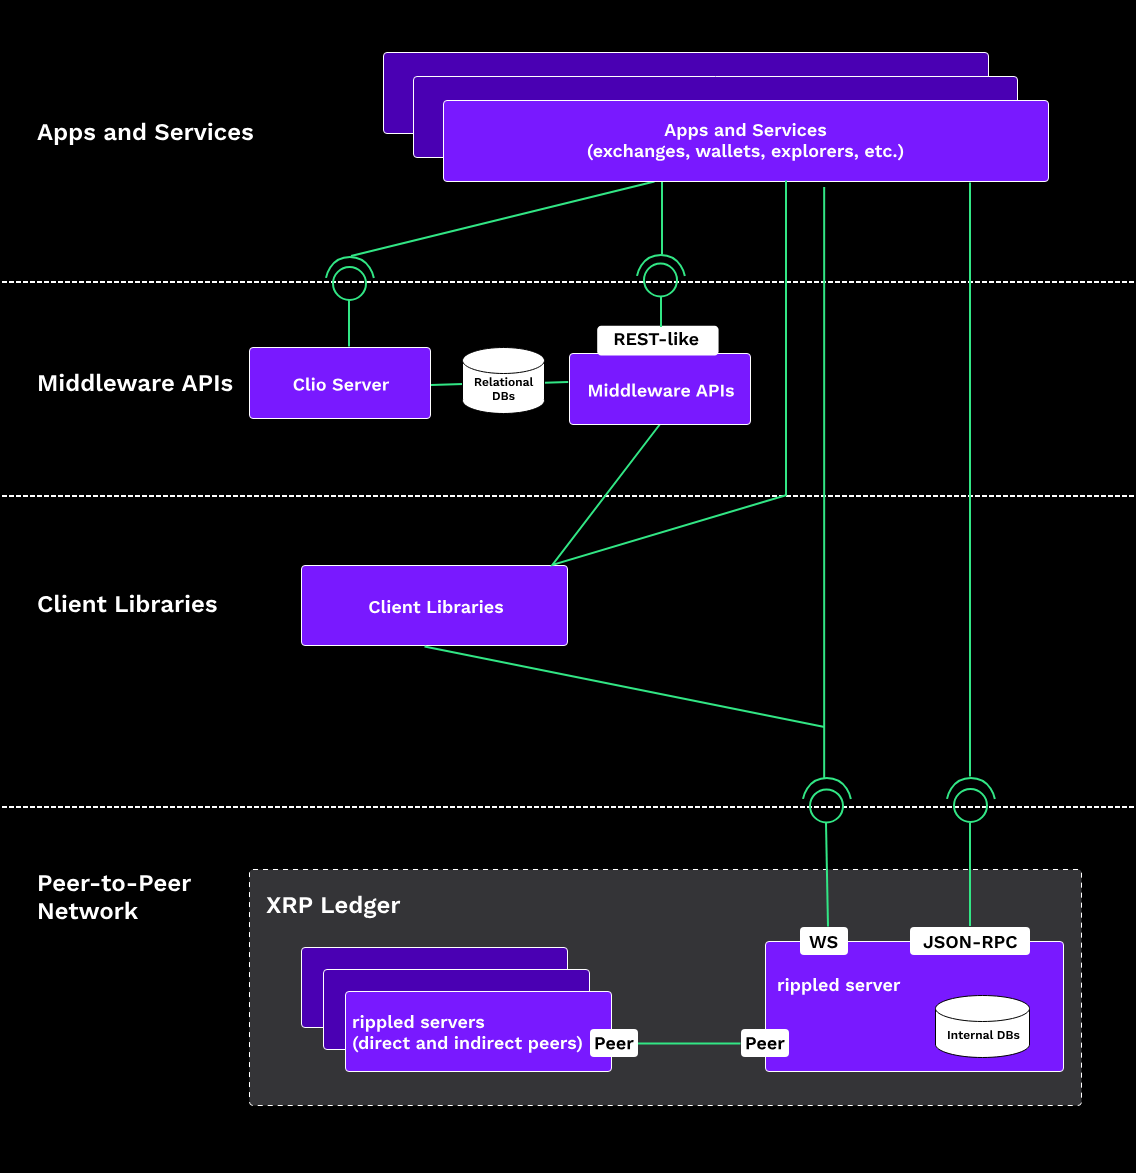 Apps and Services
Apps and Services
(exchanges, wallets, explorers, etc.)
Middleware APIs
Clio Server
Relational
DBs
REST-like
Middleware APIs
Client Libraries
Client Libraries
Peer-to-Peer
Network
XRP Ledger
rippled servers
(direct and indirect peers)
Peer
Peer
WS
JSON-RPC
rippled server
Internal DBs